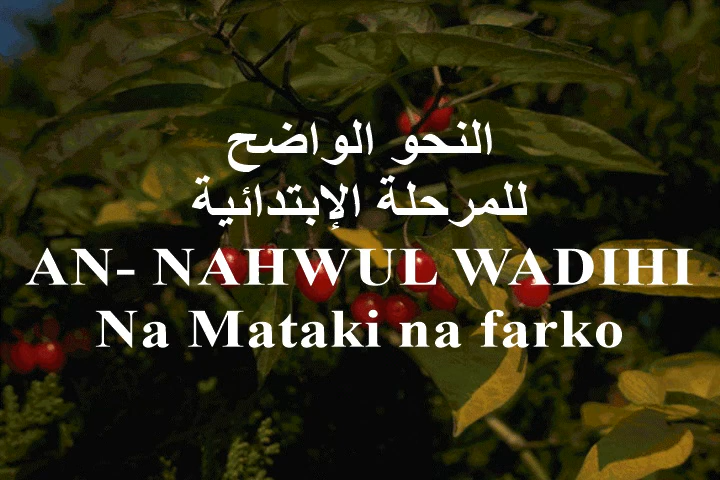 النحو الواضح
للمرحلة الإبتدائية
AN- NAHWUL WADIHI
Na Mataki na farko